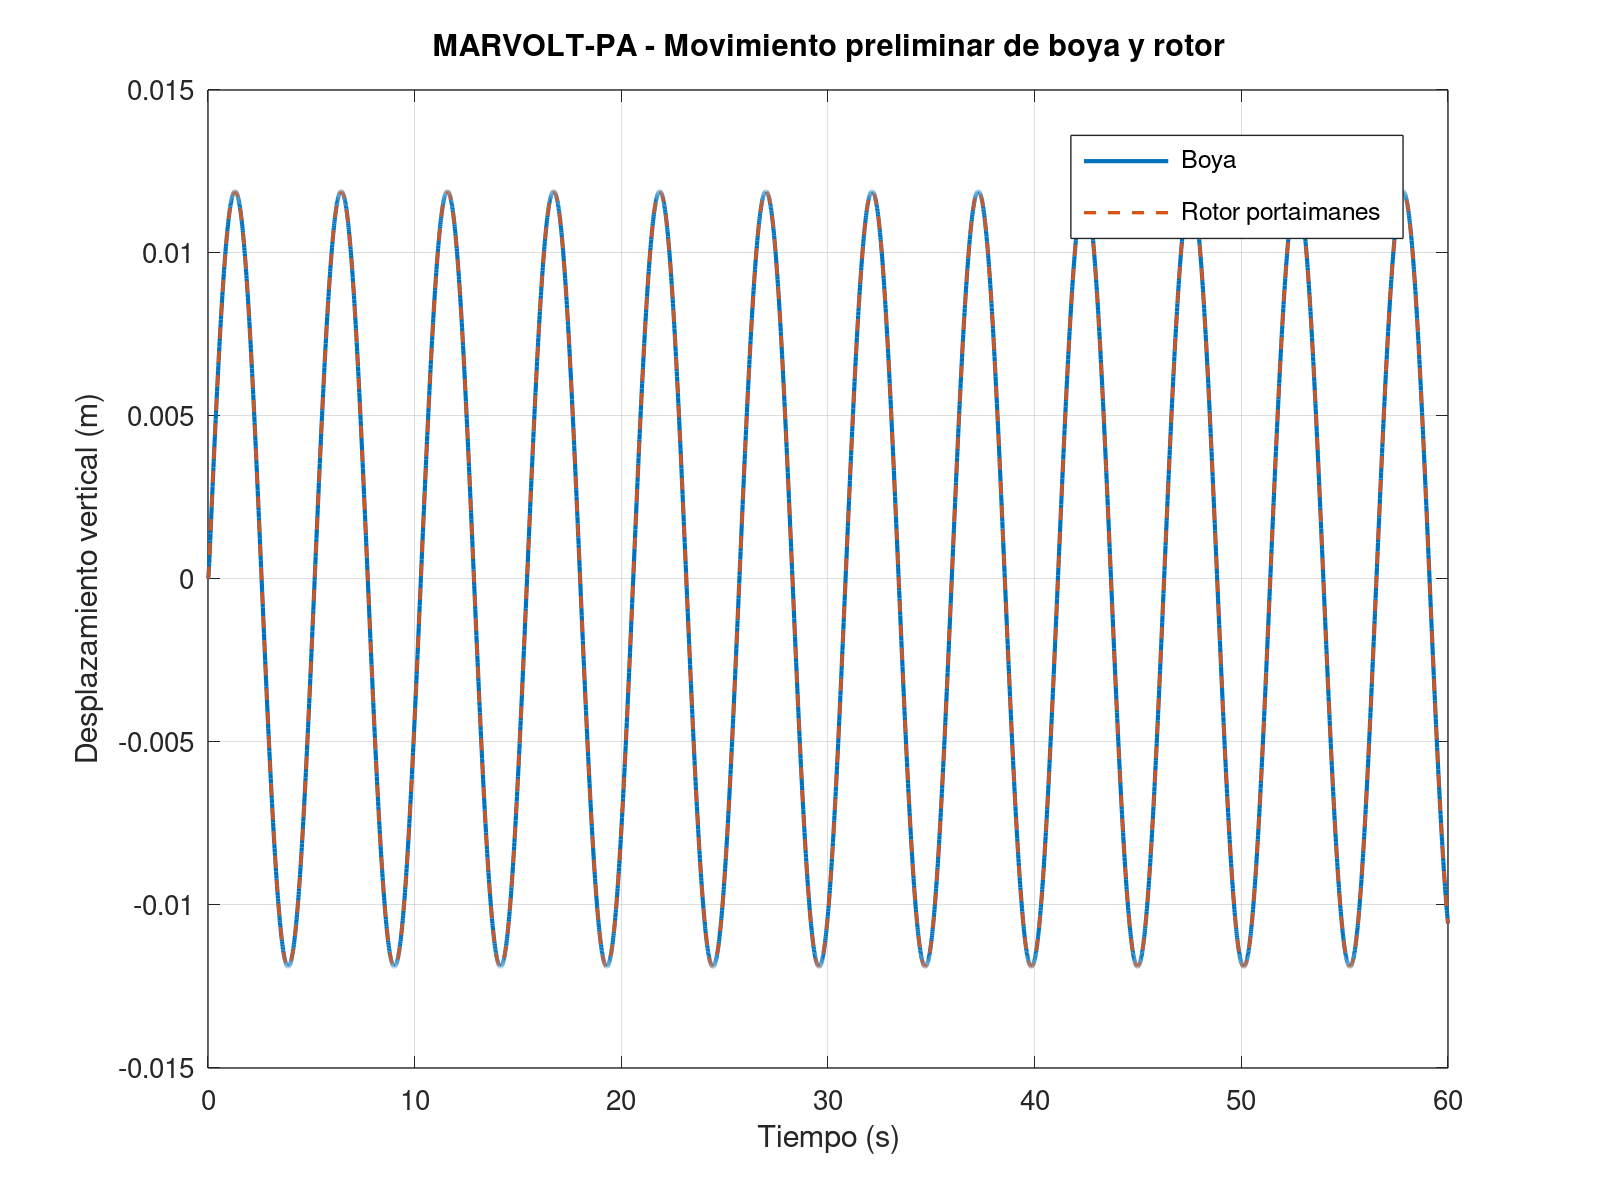 MARVOLT-PA - Movimiento preliminar de boya y rotor
0.015
0.01
0.005
0
-0.005
-0.01
-0.015
Desplazamiento vertical (m)
Boya
Rotor portaimanes
0 10 20 30 40 50 60
Tiempo (s)